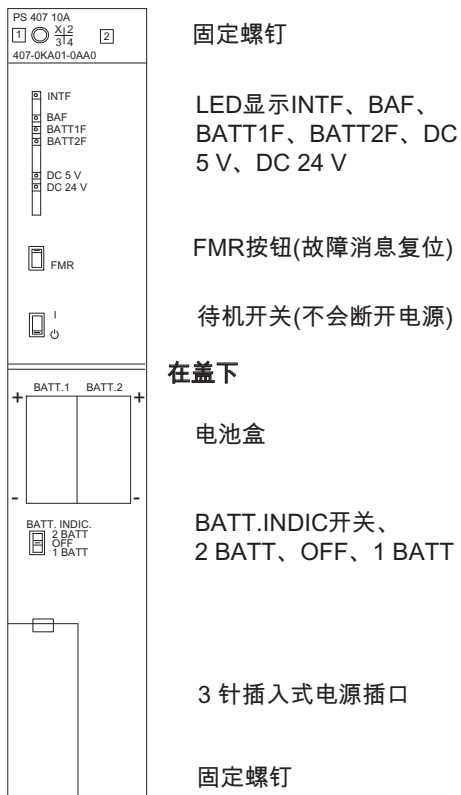 PS 407 10A
1 X 2
3 4 2
407-0KA01-0AA0
固定螺钉
INTF
BAF
BATT1F
BATT2F
DC 5 V
DC 24 V
LED显示INTF、BAF、
BATT1F、BATT2F、DC
5 V、DC 24 V
FMR
FMR按钮(故障消息复位)
I
待机开关(不会断开电源)
在盖下
BATT.1 BATT.2
+ +
- -
电池盒
BATT. INDIC.
2 BATT
OFF
1 BATT
BATT.INDIC开关、
2 BATT、OFF、1 BATT
3 针插入式电源插口
固定螺钉